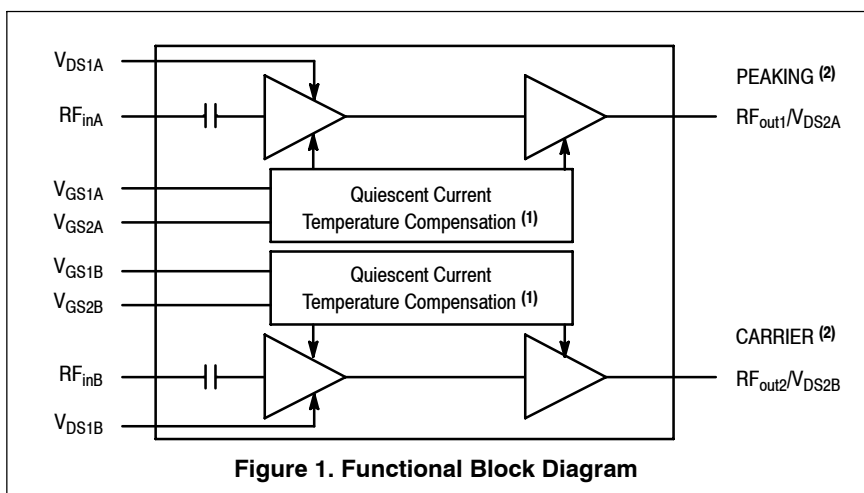 V_DS1A
PEAKING (2)
RF_inA
RF_out1/V_DS2A
V_GS1A
Quiescent Current
V_GS2A
Temperature Compensation (1)
V_GS1B
Quiescent Current
V_GS2B
Temperature Compensation (1)
CARRIER (2)
RF_inB
RF_out2/V_DS2B
V_DS1B
Figure 1. Functional Block Diagram